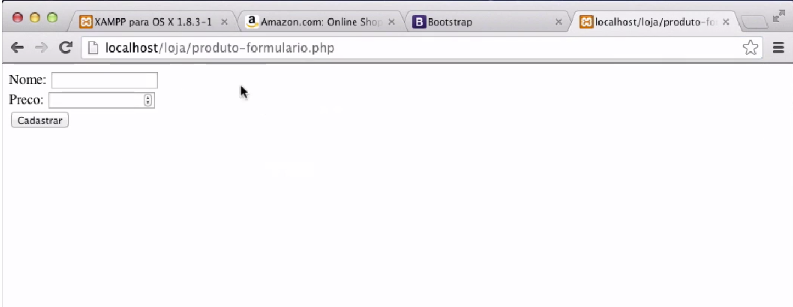 XAMPP para OS X 1.8.3-1
Amazon.com: Online Shop
Bootstrap
localhost/loja/produto-fo
localhost/loja/produto-formulario.php
Nome:
Preco:
Cadastrar